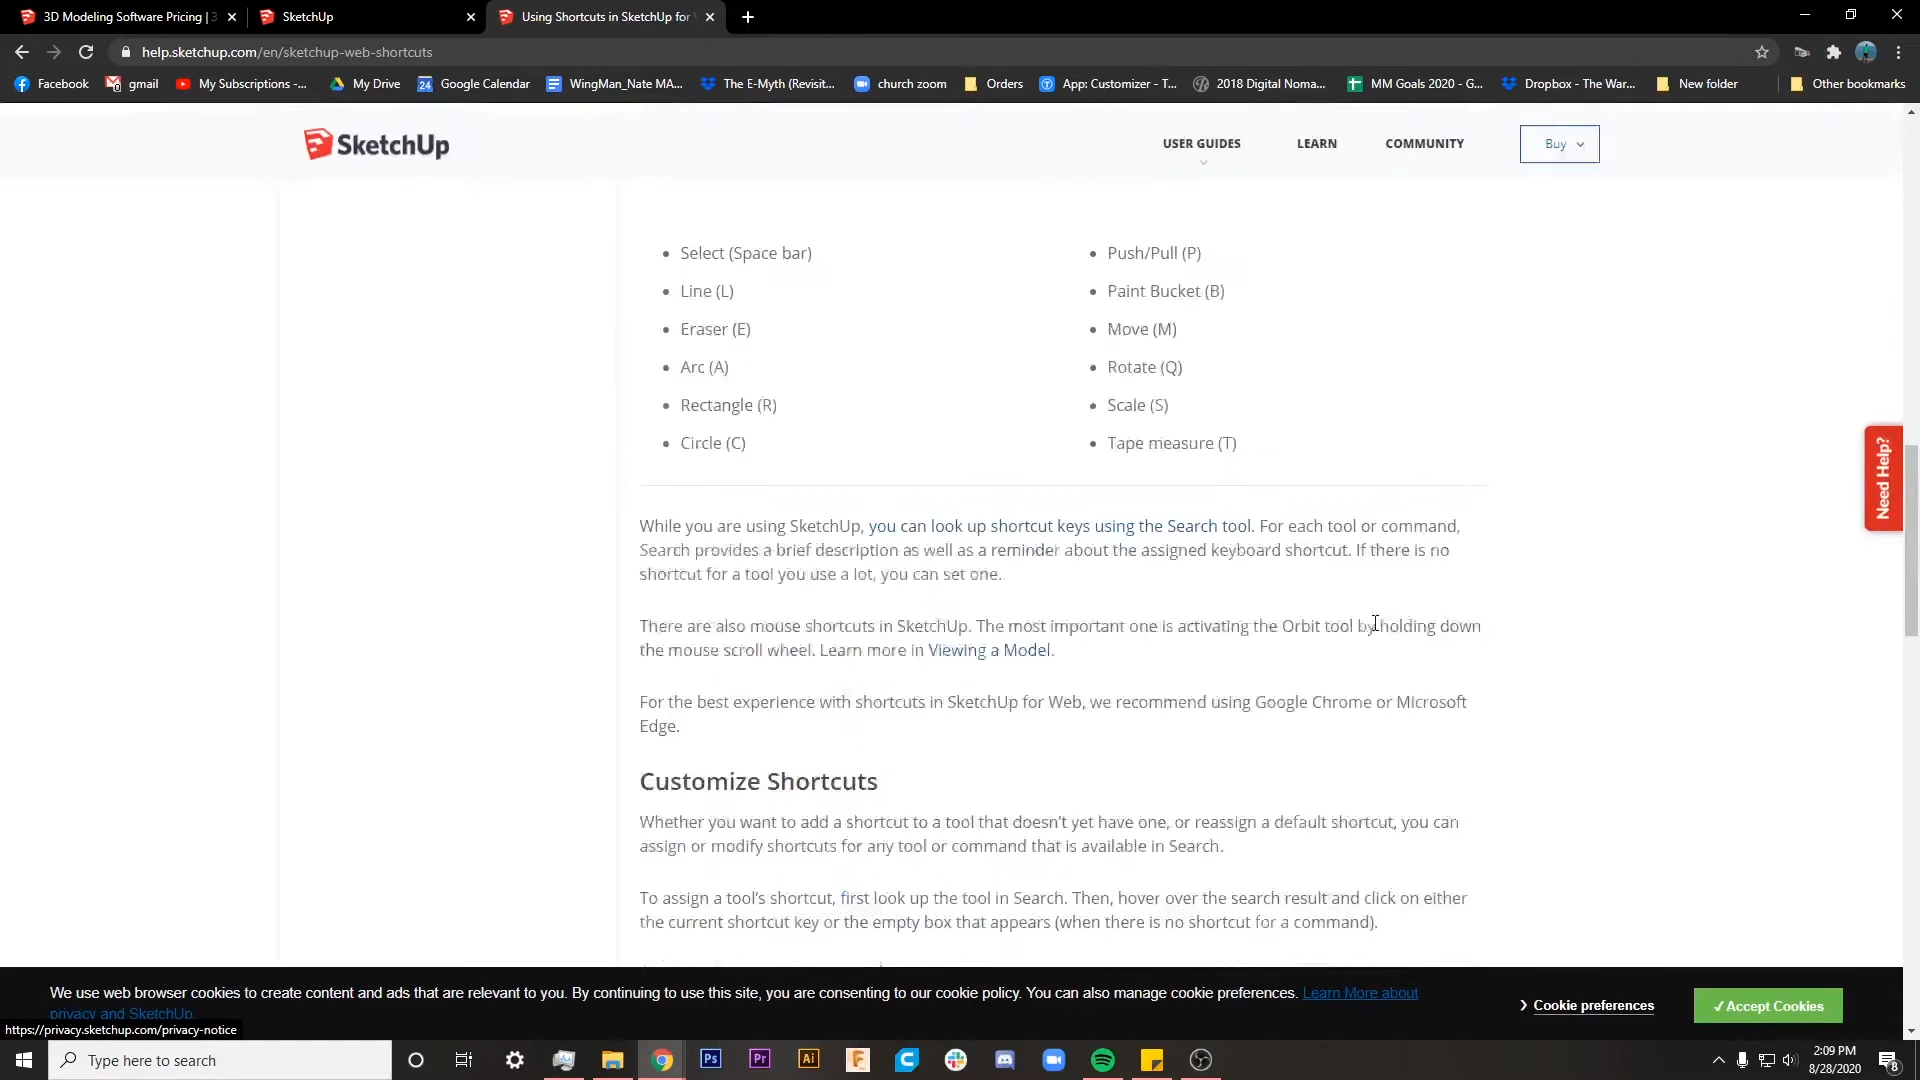 3D Modeling Software Pricing | 3
SketchUp
Using Shortcuts in SketchUp for
help.sketchup.com/en/sketchup-web-shortcuts
Facebook
gmail
My Subscriptions -...
My Drive
24
Google Calendar
WingMan_Nate MA...
The E-Myth (Revisit...
church zoom
Orders
App: Customizer - T...
2018 Digital Noma...
MM Goals 2020 - G...
Dropbox - The War...
New folder
Other bookmarks
SketchUp
USER GUIDES
LEARN
COMMUNITY
Buy
Select (Space bar)
Line (L)
Eraser (E)
Arc (A)
Rectangle (R)
Circle (C)
Push/Pull (P)
Paint Bucket (B)
Move (M)
Rotate (Q)
Scale (S)
Tape measure (T)
Need Help?
While you are using SketchUp, you can look up shortcut keys using the Search tool. For each tool or command,
Search provides a brief description as well as a reminder about the assigned keyboard shortcut. If there is no
shortcut for a tool you use a lot, you can set one.
There are also mouse shortcuts in SketchUp. The most important one is activating the Orbit tool by holding down
the mouse scroll wheel. Learn more in Viewing a Model.
For the best experience with shortcuts in SketchUp for Web, we recommend using Google Chrome or Microsoft
Edge.
Customize Shortcuts
Whether you want to add a shortcut to a tool that doesn't yet have one, or reassign a default shortcut, you can
assign or modify shortcuts for any tool or command that is available in Search.
To assign a tool's shortcut, first look up the tool in Search. Then, hover over the search result and click on either
the current shortcut key or the empty box that appears (when there is no shortcut for a command).
We use web browser cookies to create content and ads that are relevant to you. By continuing to use this site, you are consenting to our cookie policy. You can also manage cookie preferences. Learn More about
privacy and SketchUp.
Cookie preferences
✓Accept Cookies
https://privacy.sketchup.com/privacy-notice
Type here to search
Ps
Pr
Ai
F
2:09 PM
8/28/2020
8